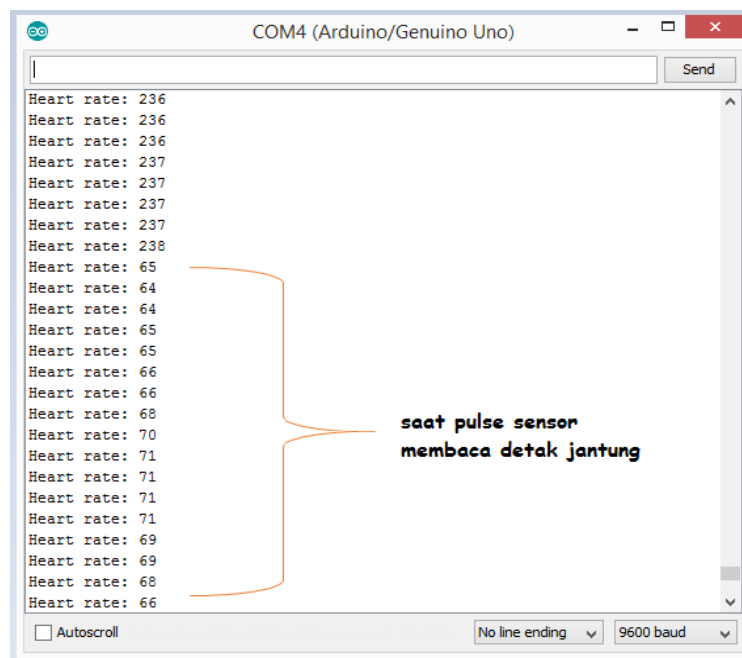 COM4 (Arduino/Genuino Uno)
Send
Heart rate: 236
Heart rate: 236
Heart rate: 236
Heart rate: 237
Heart rate: 237
Heart rate: 237
Heart rate: 237
Heart rate: 238
Heart rate: 65
Heart rate: 64
Heart rate: 64
Heart rate: 65
Heart rate: 65
Heart rate: 66
Heart rate: 66
Heart rate: 68
Heart rate: 70
Heart rate: 71
Heart rate: 71
Heart rate: 71
Heart rate: 71
Heart rate: 69
Heart rate: 69
Heart rate: 68
Heart rate: 66
saat pulse sensor
membaca detak jantung
Autoscroll
No line ending
9600 baud